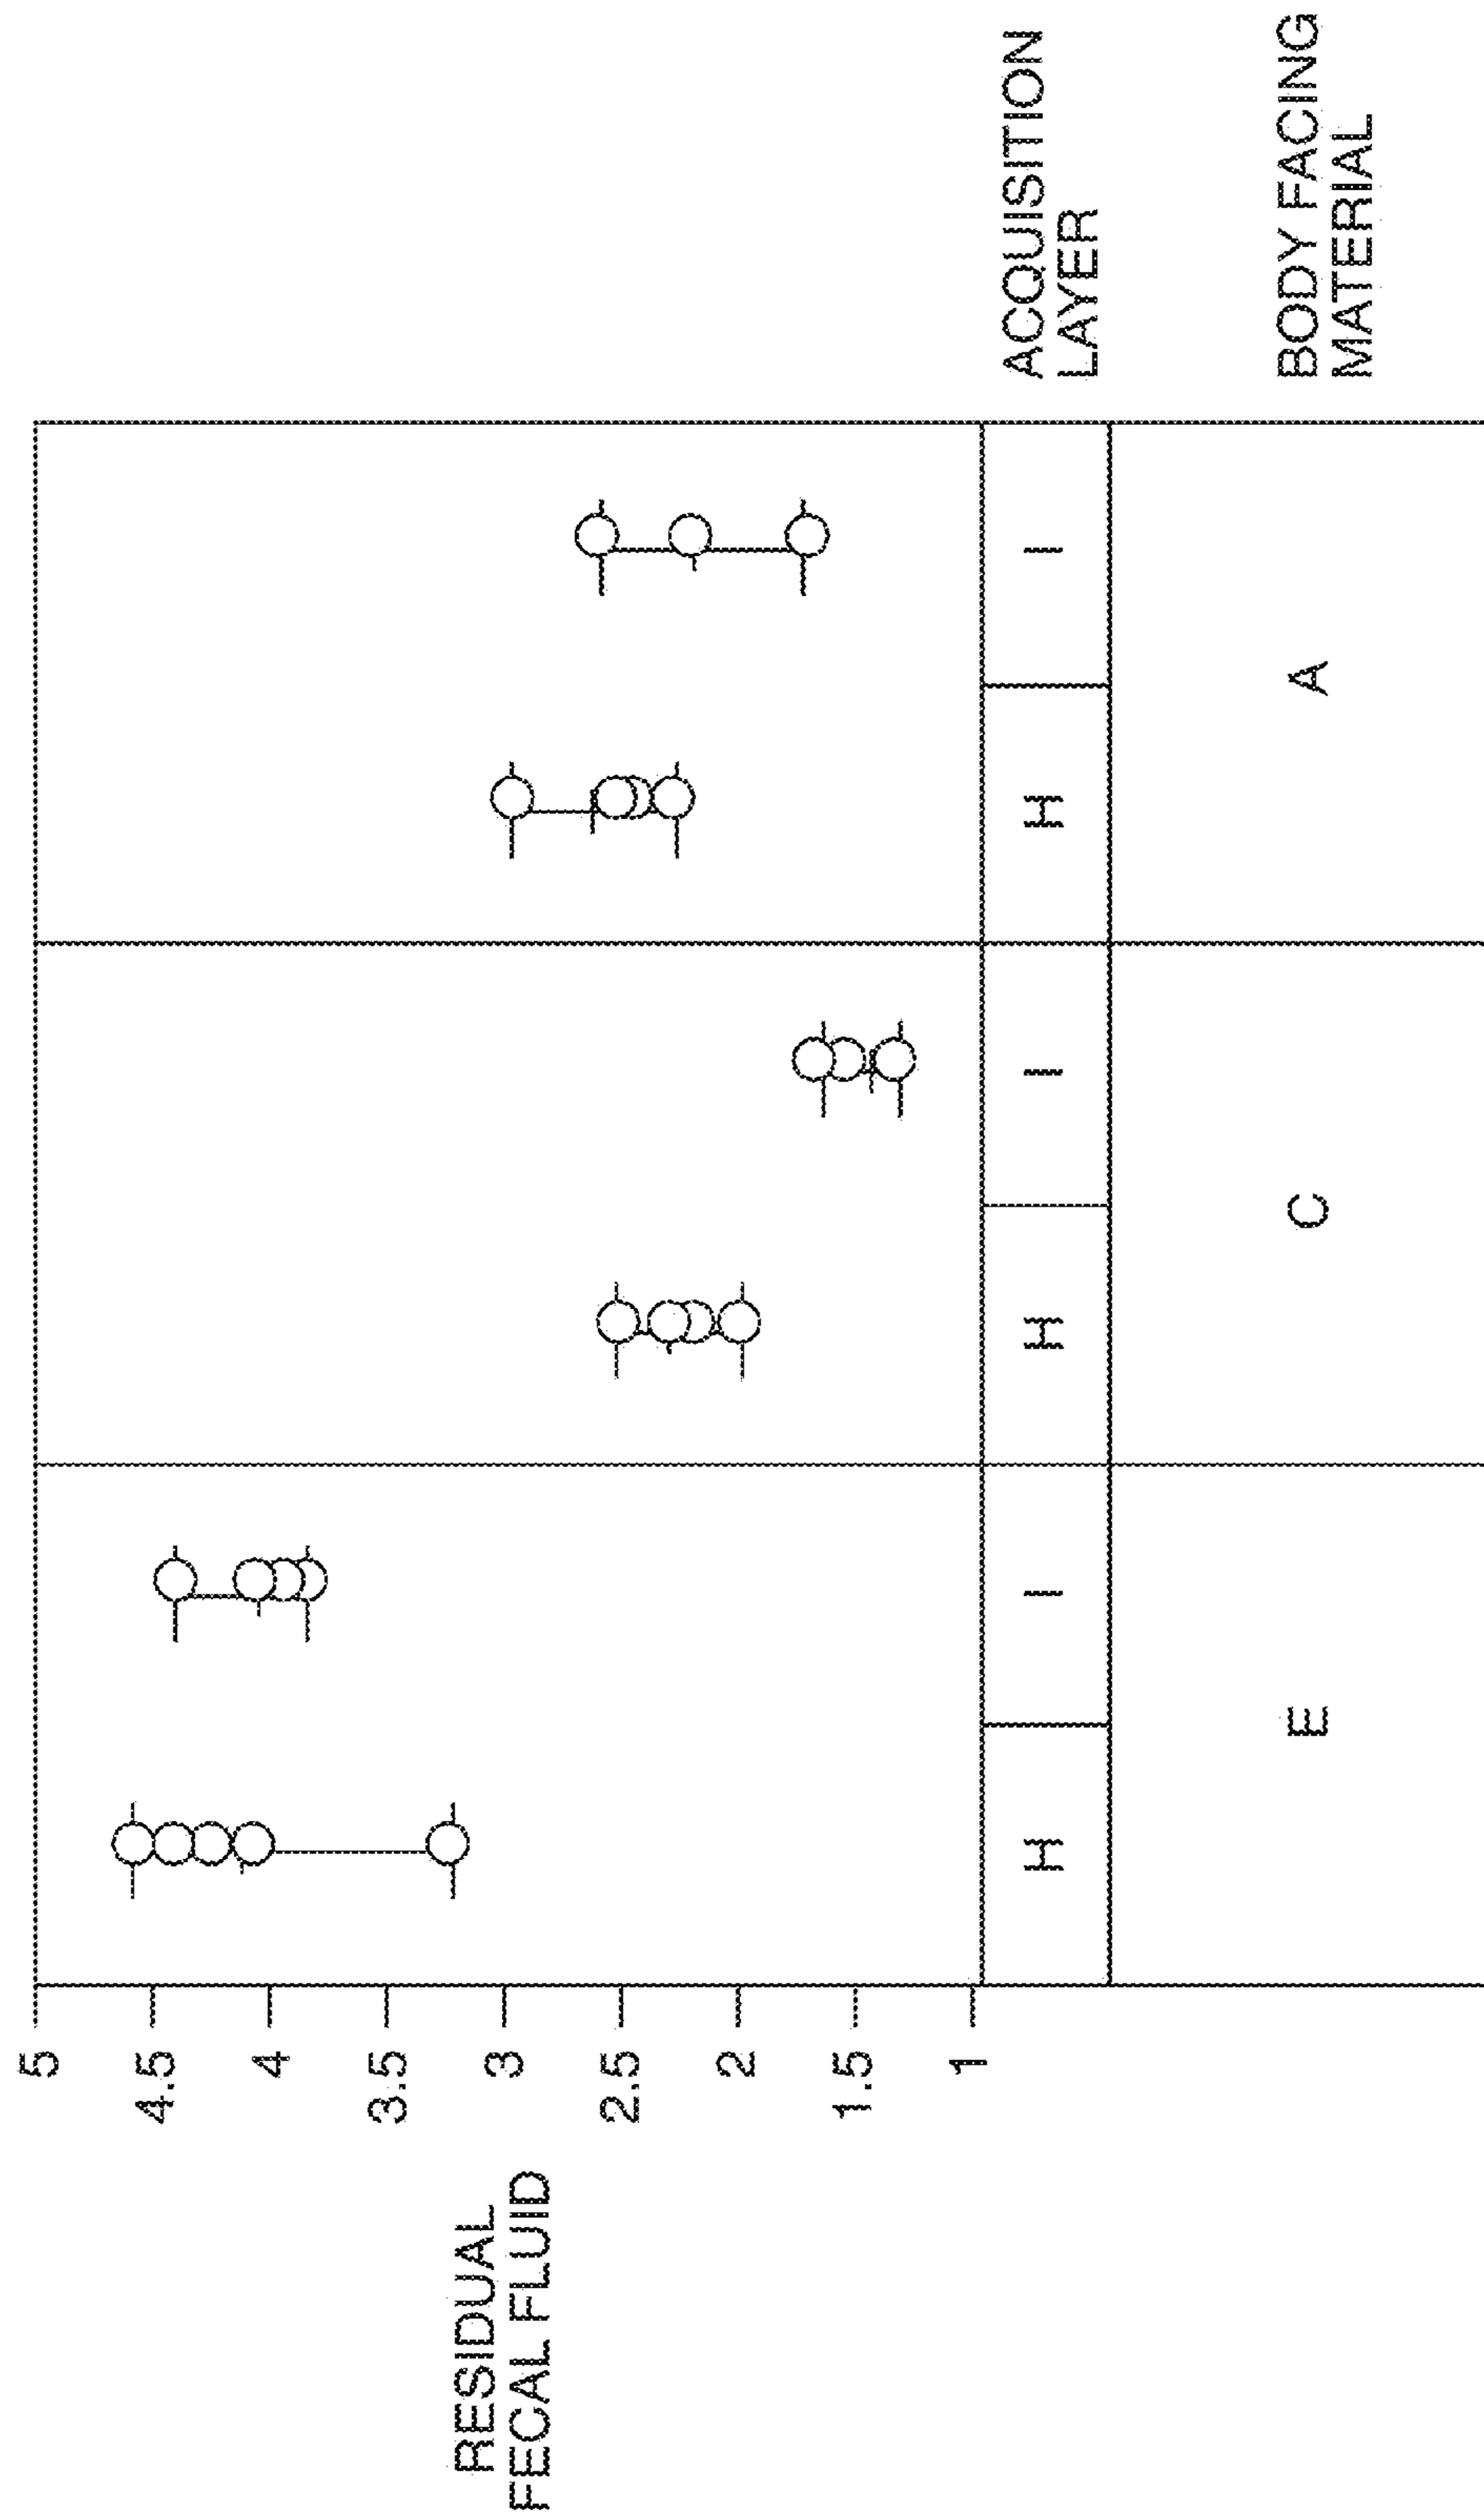 RESIDUAL
FECAL FLUID
5
4.5
4
3.5
3
2.5
2
1.5
1
H I H I H I
ACQUISITION
LAYER
E C A
BODY FACING
MATERIAL